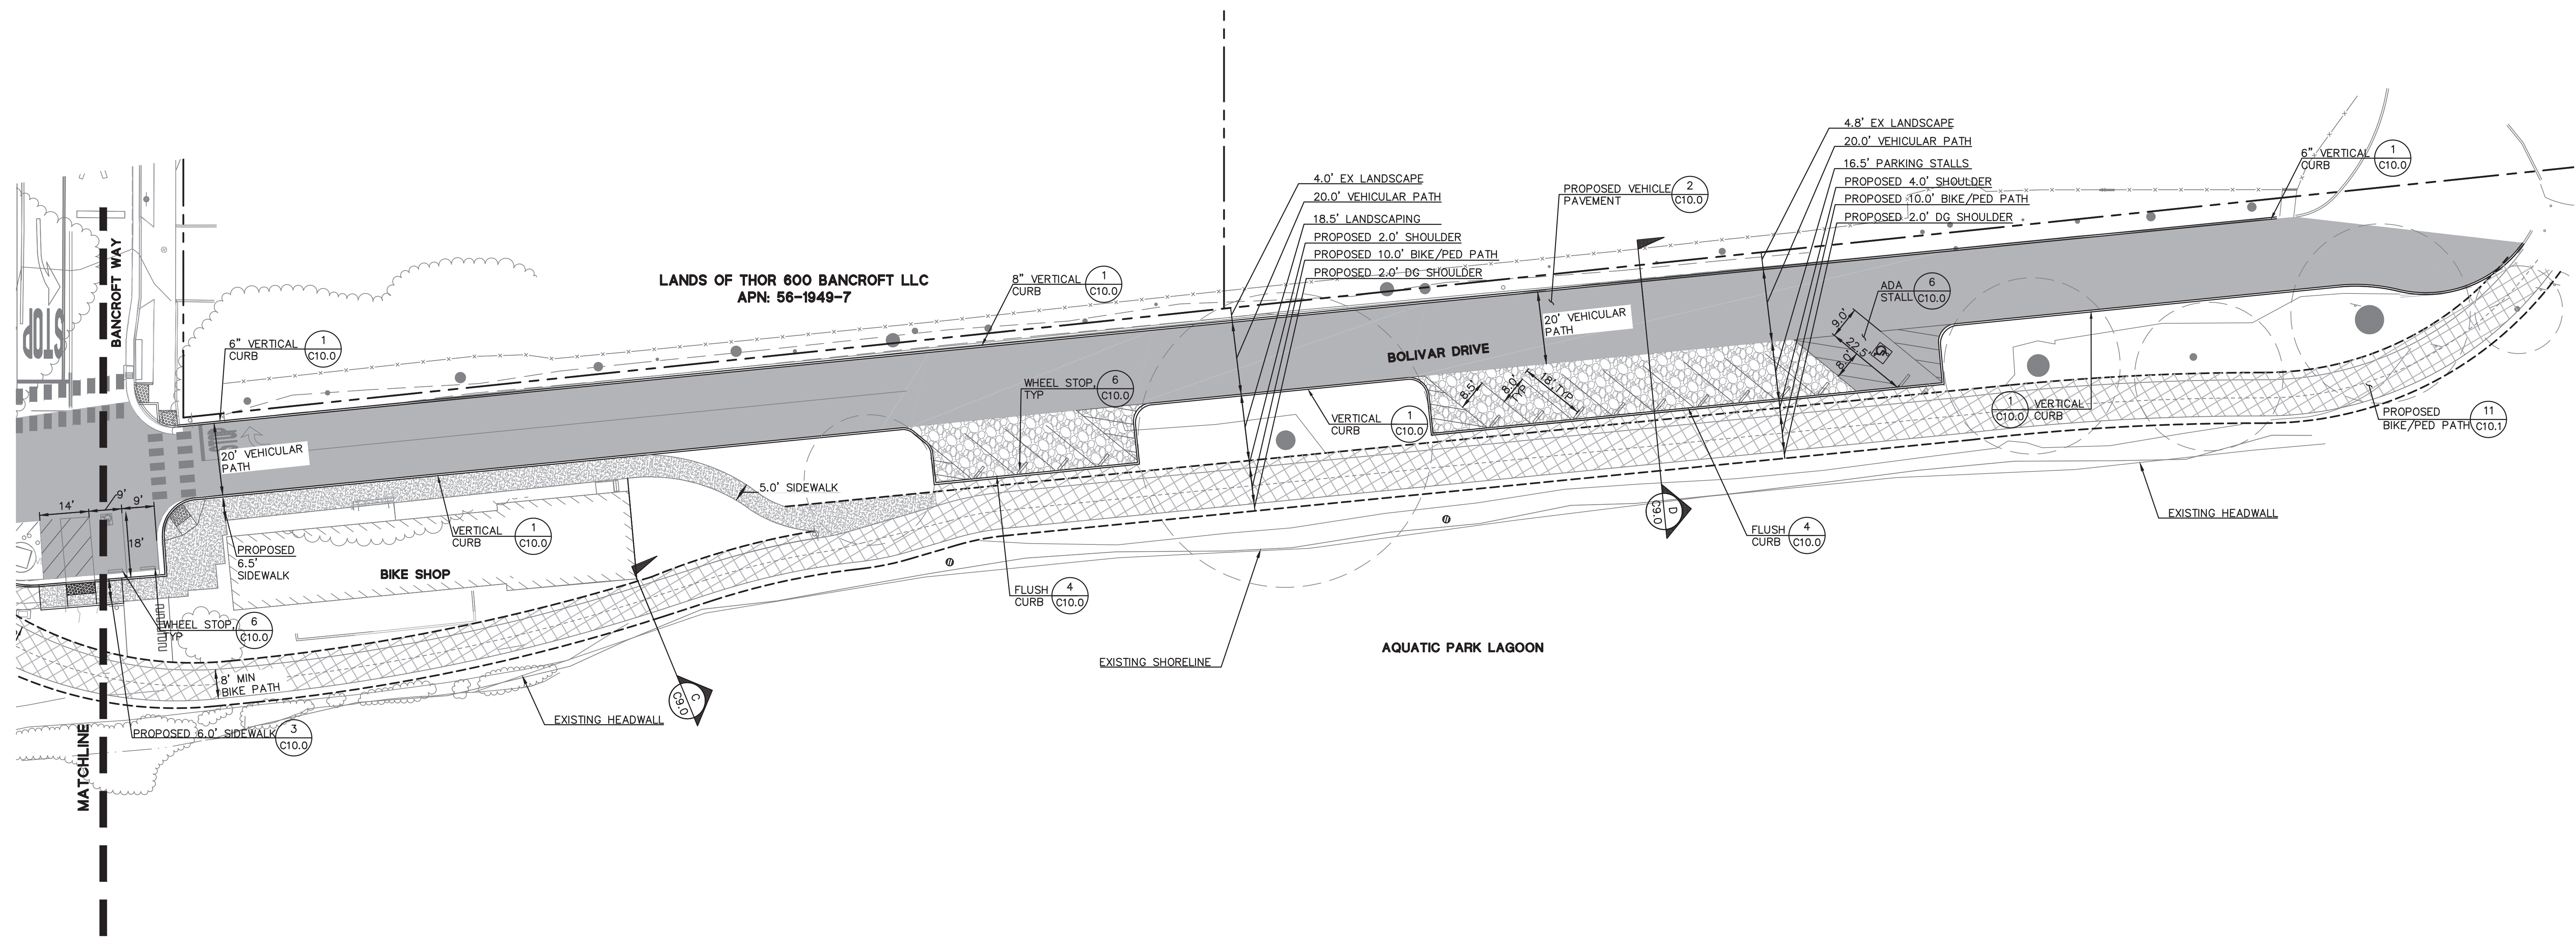 STOP
BANCROFT WAY
MATCHLINE
LANDS OF THOR 600 BANCROFT LLC
APN: 56-1949-7
6" VERTICAL
CURB
1
C10.0
8" VERTICAL
CURB
1
C10.0
4.0' EX LANDSCAPE
20.0' VEHICULAR PATH
18.5' LANDSCAPING
PROPOSED 2.0' SHOULDER
PROPOSED 10.0' BIKE/PED PATH
PROPOSED 2.0' DG SHOULDER
PROPOSED VEHICLE
PAVEMENT
2
C10.0
4.8' EX LANDSCAPE
20.0' VEHICULAR PATH
16.5' PARKING STALLS
PROPOSED 4.0' SHOULDER
PROPOSED 10.0' BIKE/PED PATH
PROPOSED 2.0' DG SHOULDER
6" VERTICAL
CURB
1
C10.0
ADA
STALL
6
C10.0
9.0'
22.5'
8.0'
20' VEHICULAR
PATH
BOLIVAR DRIVE
WHEEL STOP,
TYP
6
C10.0
8.5'
8.0'
TYP
18' TYP
VERTICAL
CURB
1
C10.0
1
C10.0
VERTICAL
CURB
PROPOSED
BIKE/PED PATH
11
C10.1
20' VEHICULAR
PATH
14'
9'
9'
18'
5.0' SIDEWALK
VERTICAL
CURB
1
C10.0
PROPOSED
6.5'
SIDEWALK
BIKE SHOP
D
C9.0
FLUSH
CURB
4
C10.0
EXISTING HEADWALL
FLUSH
CURB
4
C10.0
WHEEL STOP,
TYP
6
C10.0
EXISTING SHORELINE
AQUATIC PARK LAGOON
8' MIN
BIKE PATH
C
C9.0
EXISTING HEADWALL
PROPOSED 6.0' SIDEWALK
3
C10.0